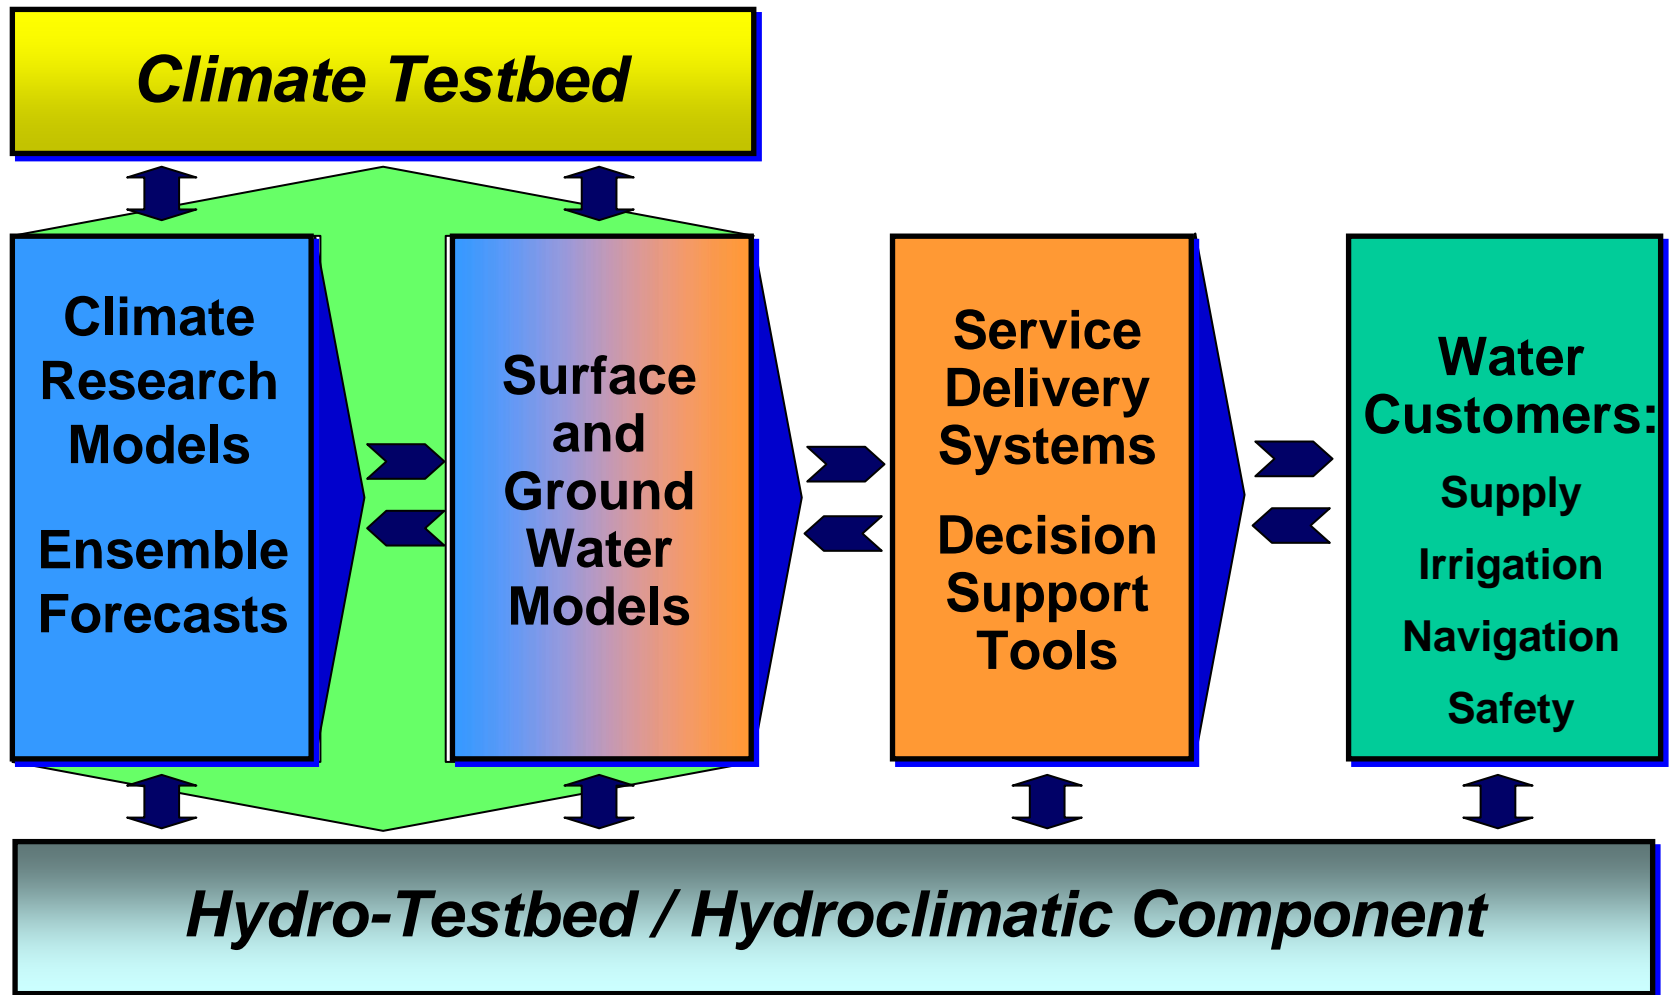 Climate Testbed
Climate
Research
Models
Ensemble
Forecasts
Surface
and
Ground
Water
Models
Service
Delivery
Systems
Decision
Support
Tools
Water
Customers:
Supply
Irrigation
Navigation
Safety
Hydro-Testbed / Hydroclimatic Component